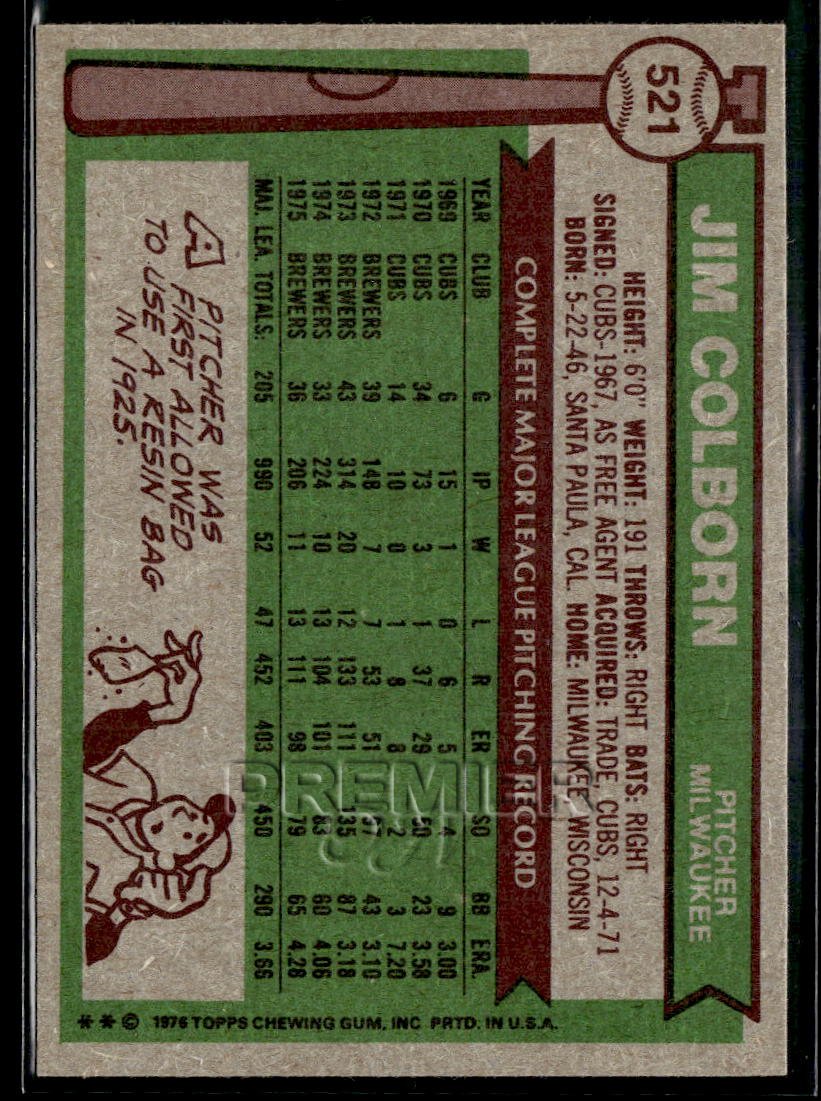 521
T
JIM COLBORN
PITCHER
MILWAUKEE
HEIGHT: 6'0" WEIGHT: 191 THROWS: RIGHT BATS: RIGHT
SIGNED: CUBS-1967, AS FREE AGENT ACQUIRED: TRADE, CUBS, 12-4-71
BORN: 5-22-46, SANTA PAULA, CAL. HOME: MILWAUKEE, WISCONSIN
COMPLETE MAJOR LEAGUE PITCHING RECORD
YEAR CLUB G IP W L R ER SO BB ERA.
1969 CUBS 6 15 1 0 6 5 4 9 3.00
1970 CUBS 34 73 3 1 37 29 50 23 3.58
1971 CUBS 14 10 0 1 8 8 2 3 7.20
1972 BREWERS 39 148 7 7 53 51 97 43 3.10
1973 BREWERS 43 314 20 12 133 111 135 87 3.18
1974 BREWERS 33 224 10 13 104 101 83 60 4.06
1975 BREWERS 36 206 11 13 111 98 79 65 4.28
MAJ. LEA. TOTALS: 205 990 52 47 452 403 450 290 3.66
A PITCHER WAS
FIRST ALLOWED
TO USE A RESIN BAG
IN 1925.
** © 1976 TOPPS CHEWING GUM, INC PRTD. IN U.S.A.
PREMIER